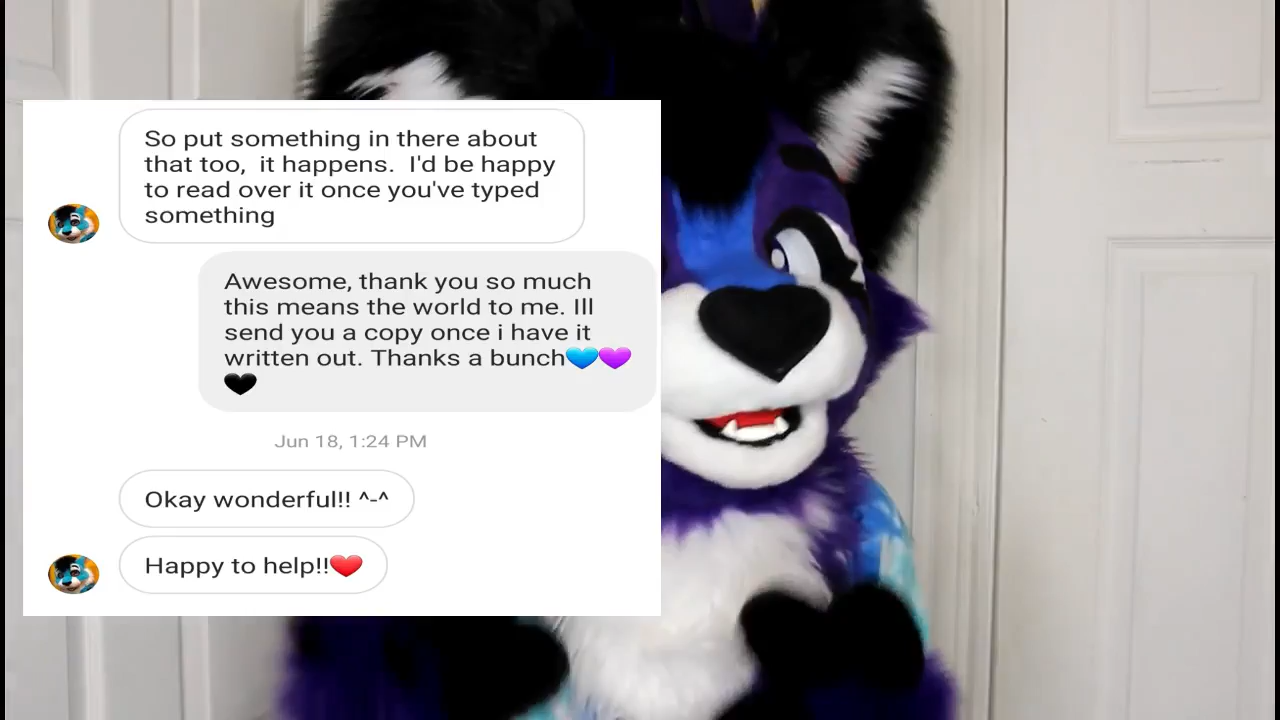 So put something in there about
that too,  it happens.  I'd be happy
to read over it once you've typed
something
Awesome, thank you so much
this means the world to me. Ill
send you a copy once i have it
written out. Thanks a bunch💙💜
🖤
Jun 18, 1:24 PM
Okay wonderful!! ^-^
Happy to help!!❤️